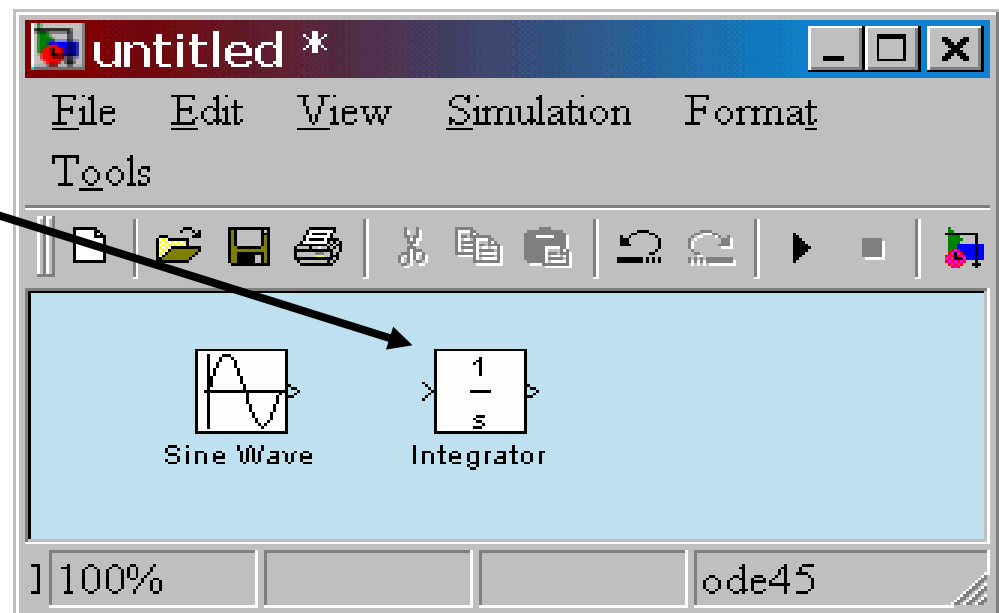 untitled *
File Edit View Simulation Format
Tools
1
s
Sine Wave Integrator
100% ode45